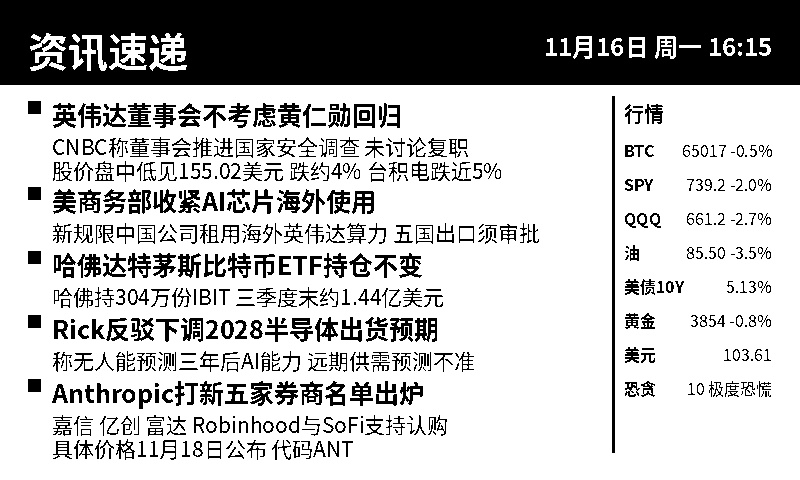 资讯速递
11月16日 周一 16:15
英伟达董事会不考虑黄仁勋回归
CNBC称董事会推进国家安全调查 未讨论复职
股价盘中低见155.02美元 跌约4% 台积电跌近5%
美商务部收紧AI芯片海外使用
新规限中国公司租用海外英伟达算力 五国出口须审批
哈佛达特茅斯比特币ETF持仓不变
哈佛持304万份IBIT 三季度末约1.44亿美元
Rick反驳下调2028半导体出货预期
称无人能预测三年后AI能力 远期供需预测不准
Anthropic打新五家券商名单出炉
嘉信 亿创 富达 Robinhood与SoFi支持认购
具体价格11月18日公布 代码ANT
行情
BTC 65017 -0.5%
SPY 739.2 -2.0%
QQQ 661.2 -2.7%
油 85.50 -3.5%
美债10Y 5.13%
黄金 3854 -0.8%
美元 103.61
恐贪 10 极度恐慌